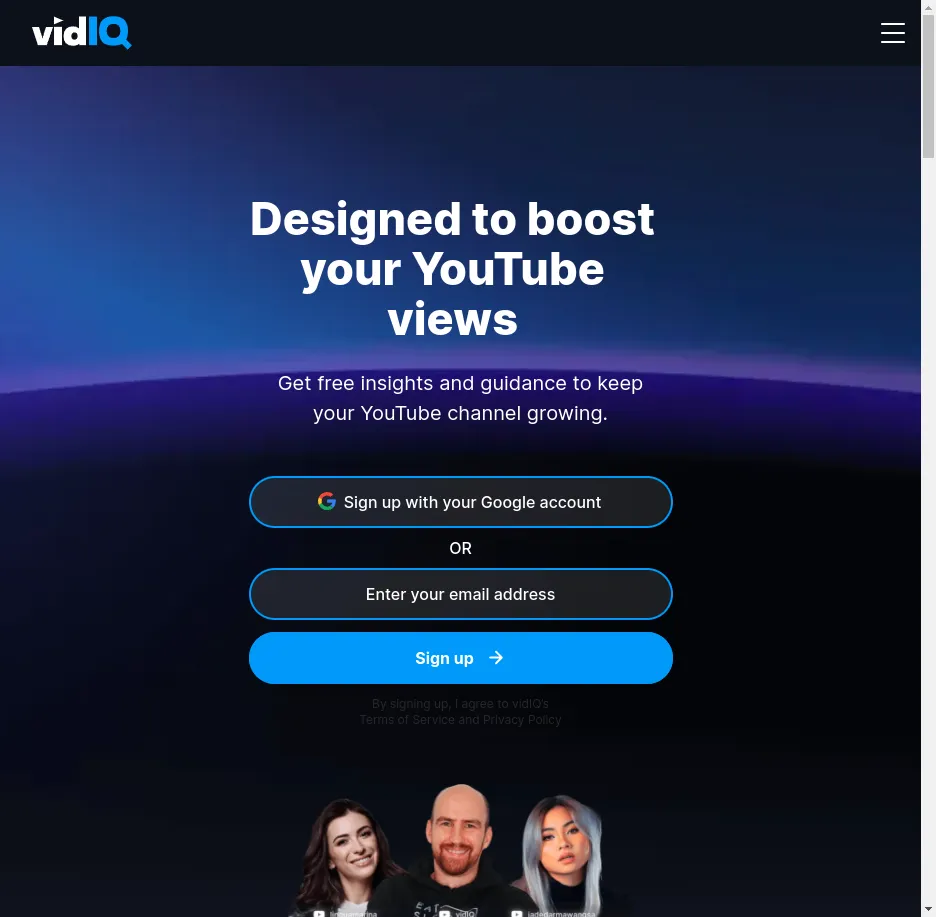 vidIQ
Designed to boost
your YouTube
views
Get free insights and guidance to keep
your YouTube channel growing.
Sign up with your Google account
OR
Enter your email address
Sign up
By signing up, I agree to vidIQ's
Terms of Service and Privacy Policy
vidIQ